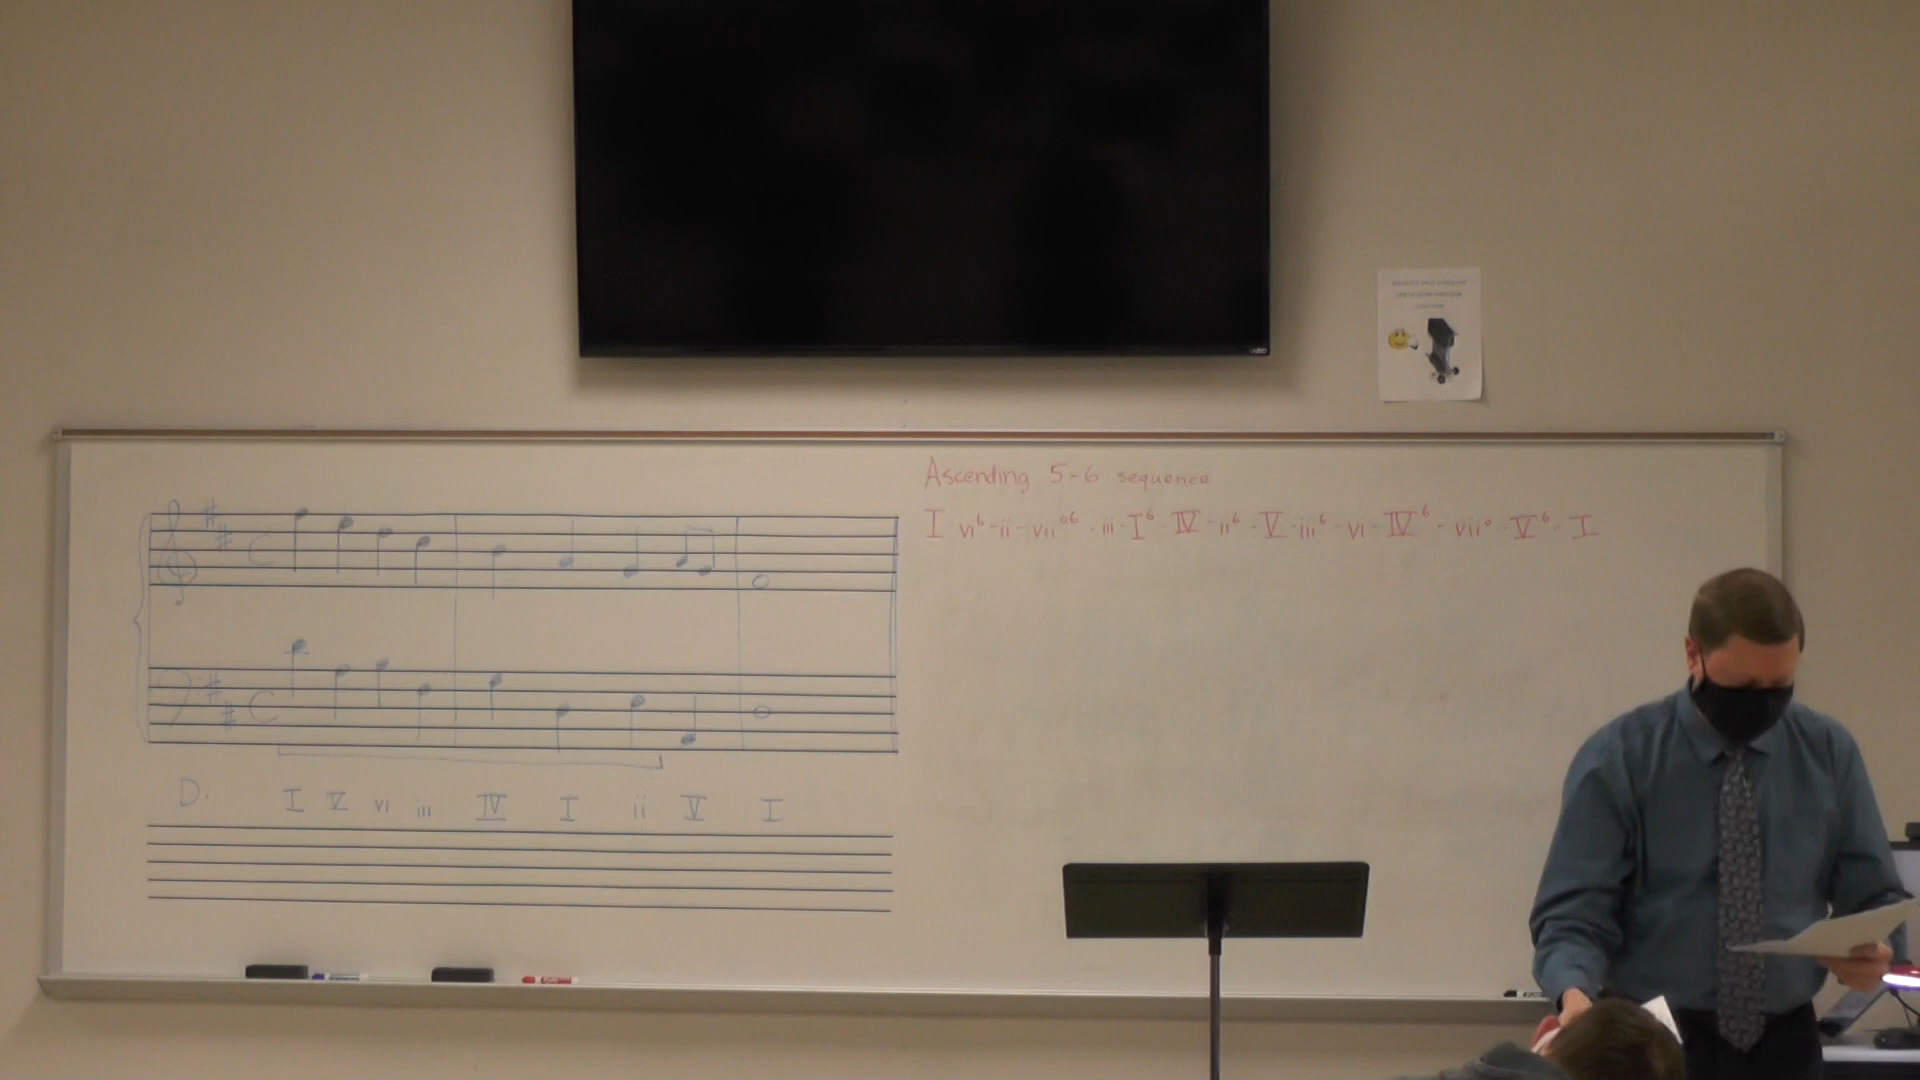 Ascending 5-6 sequence
I vi6 - ii - vii°6 - iii - I6 - IV - ii6 - V - iii6 - vi - IV6 - vii° - V6 - I
C
C
D: I V vi iii IV I ii V I
VIZIO